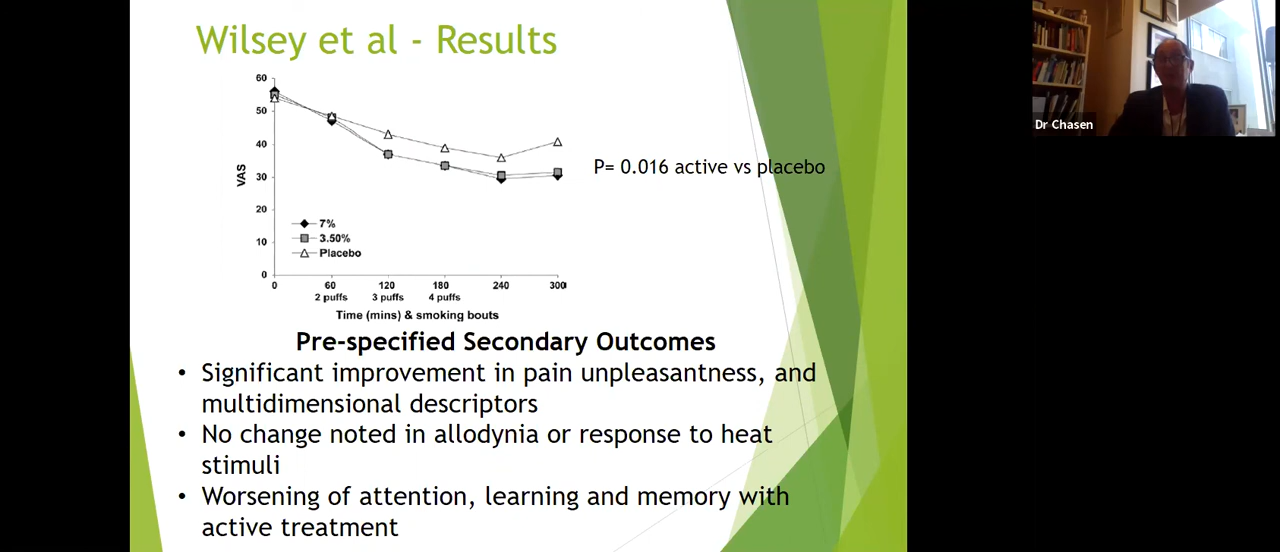 Wilsey et al - Results
Dr Chasen
60
50
40
30
20
10
0
VAS
P= 0.016 active vs placebo
7%
3.50%
Placebo
0 60 120 180 240 300
2 puffs 3 puffs 4 puffs
Time (mins) & smoking bouts
Pre-specified Secondary Outcomes
• Significant improvement in pain unpleasantness, and
multidimensional descriptors
• No change noted in allodynia or response to heat
stimuli
• Worsening of attention, learning and memory with
active treatment